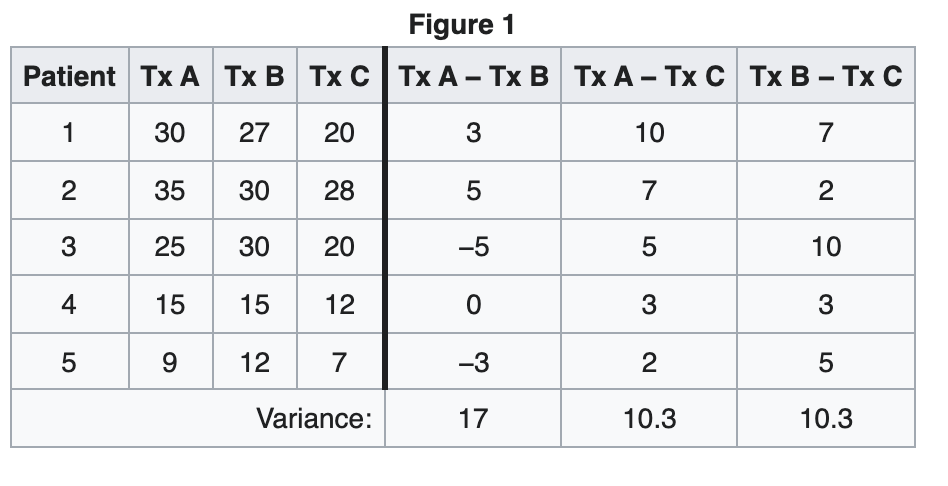 Figure 1
Patient Tx A Tx B Tx C Tx A – Tx B Tx A – Tx C Tx B – Tx C
1 30 27 20 3 10 7
2 35 30 28 5 7 2
3 25 30 20 –5 5 10
4 15 15 12 0 3 3
5 9 12 7 –3 2 5
Variance: 17 10.3 10.3